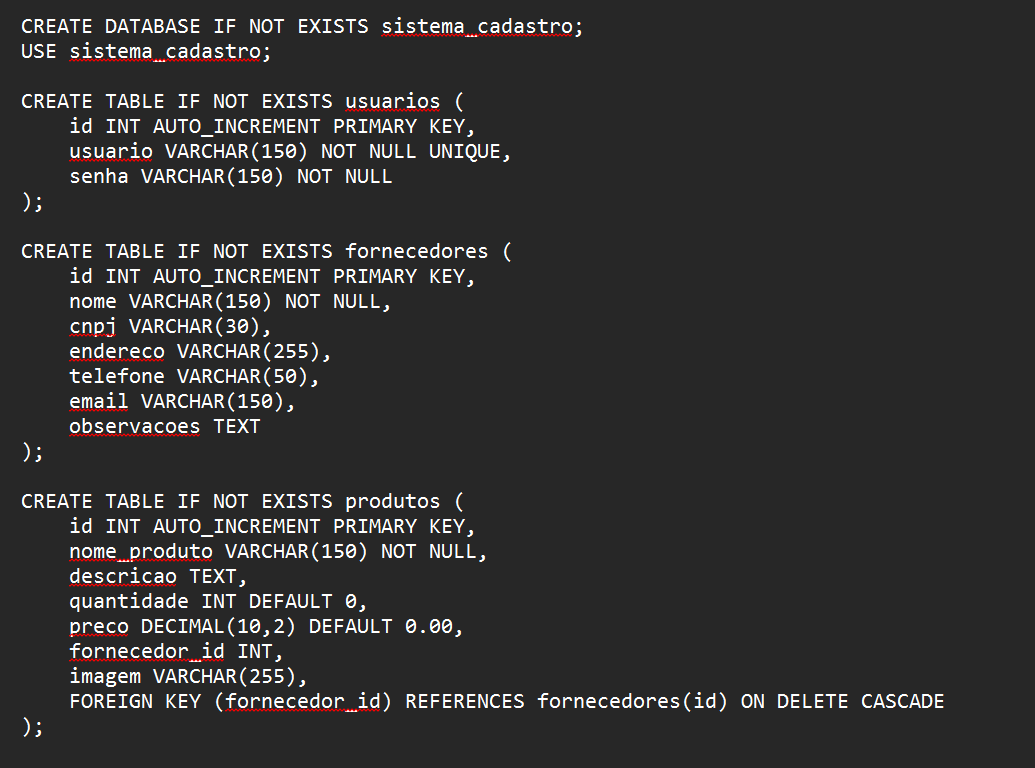 CREATE DATABASE IF NOT EXISTS sistema_cadastro;
USE sistema_cadastro;
CREATE TABLE IF NOT EXISTS usuarios (
id INT AUTO_INCREMENT PRIMARY KEY,
usuario VARCHAR(150) NOT NULL UNIQUE,
senha VARCHAR(150) NOT NULL
);
CREATE TABLE IF NOT EXISTS fornecedores (
id INT AUTO_INCREMENT PRIMARY KEY,
nome VARCHAR(150) NOT NULL,
cnpj VARCHAR(30),
endereco VARCHAR(255),
telefone VARCHAR(50),
email VARCHAR(150),
observacoes TEXT
);
CREATE TABLE IF NOT EXISTS produtos (
id INT AUTO_INCREMENT PRIMARY KEY,
nome_produto VARCHAR(150) NOT NULL,
descricao TEXT,
quantidade INT DEFAULT 0,
preco DECIMAL(10,2) DEFAULT 0.00,
fornecedor_id INT,
imagem VARCHAR(255),
FOREIGN KEY (fornecedor_id) REFERENCES fornecedores(id) ON DELETE CASCADE
);